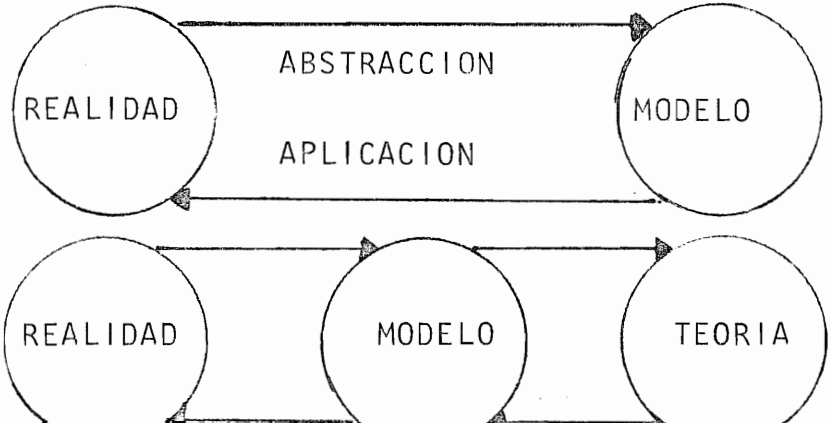 ABSTRACCION
REALIDAD MODELO
APLICACION
REALIDAD MODELO TEORIA